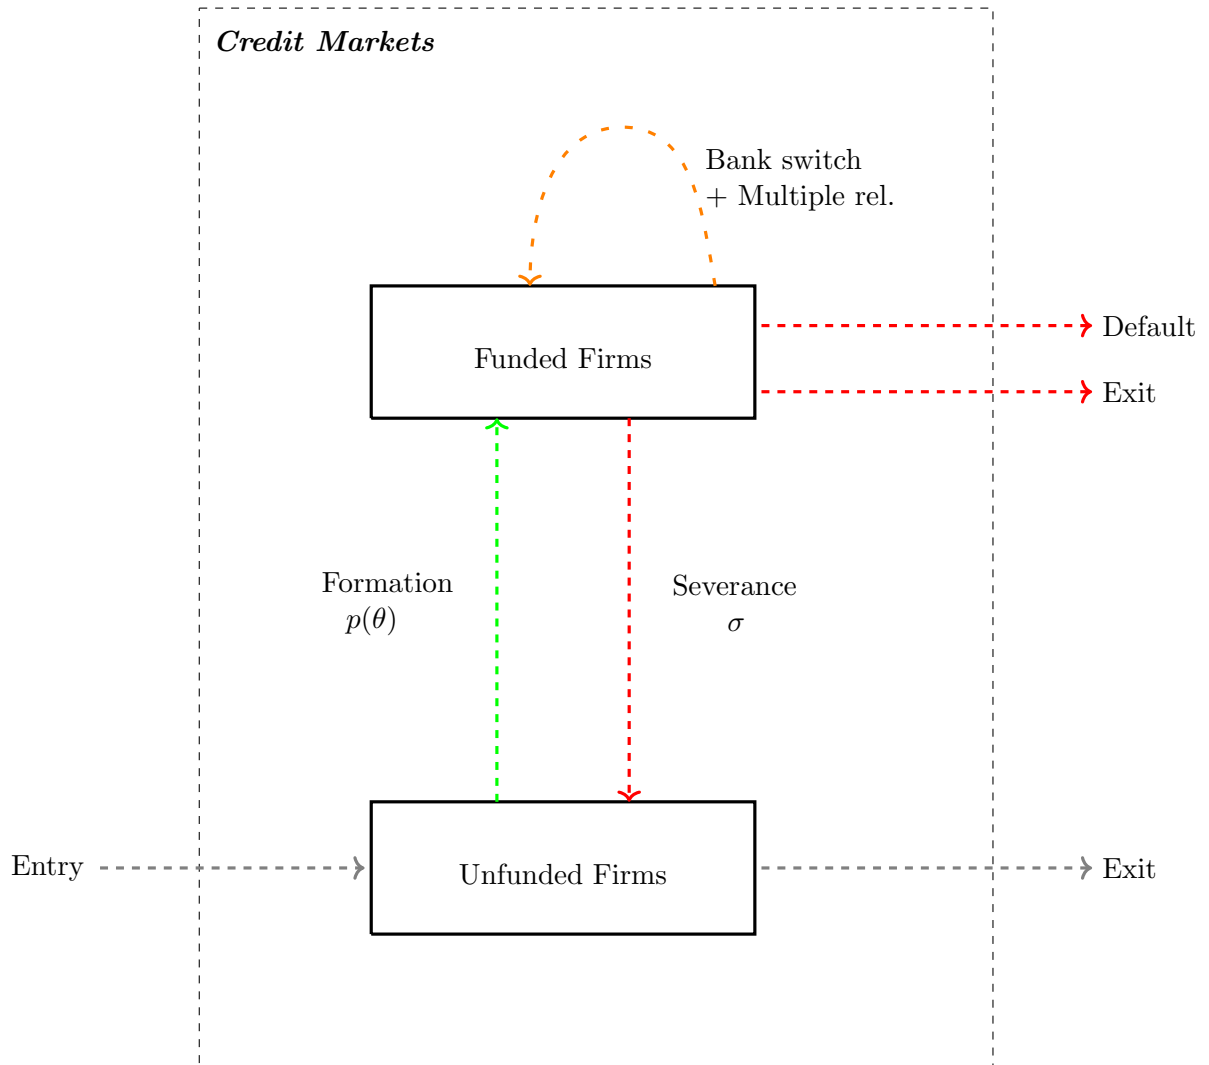 Credit Markets
Bank switch
+ Multiple rel.
Default
Funded Firms
Exit
Formation
p(θ)
Severance
σ
Entry
Unfunded Firms
Exit